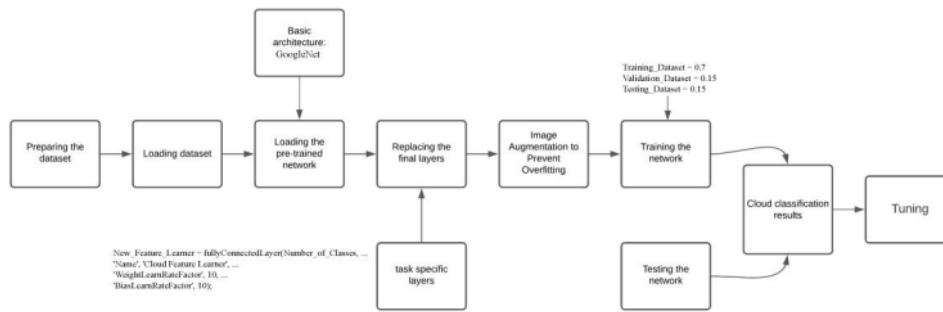 Basic
architecture:
GoogleNet
Training_Dataset = 0.7
Validation_Dataset = 0.15
Testing_Dataset = 0.15
Preparing the
dataset
Loading dataset
Loading the
pre-trained
network
Replacing the
final layers
Image
Augmentation to
Prevent
Overfitting
Training the
network
Cloud classification
results
Tuning
New_Feature_Learner = fullyConnectedLayer(Number_of_Classes, ...
'Name', 'Cloud Feature Learner', ...
'WeightLearnRateFactor', 10, ...
'BiasLearnRateFactor', 10);
task specific
layers
Testing the
network